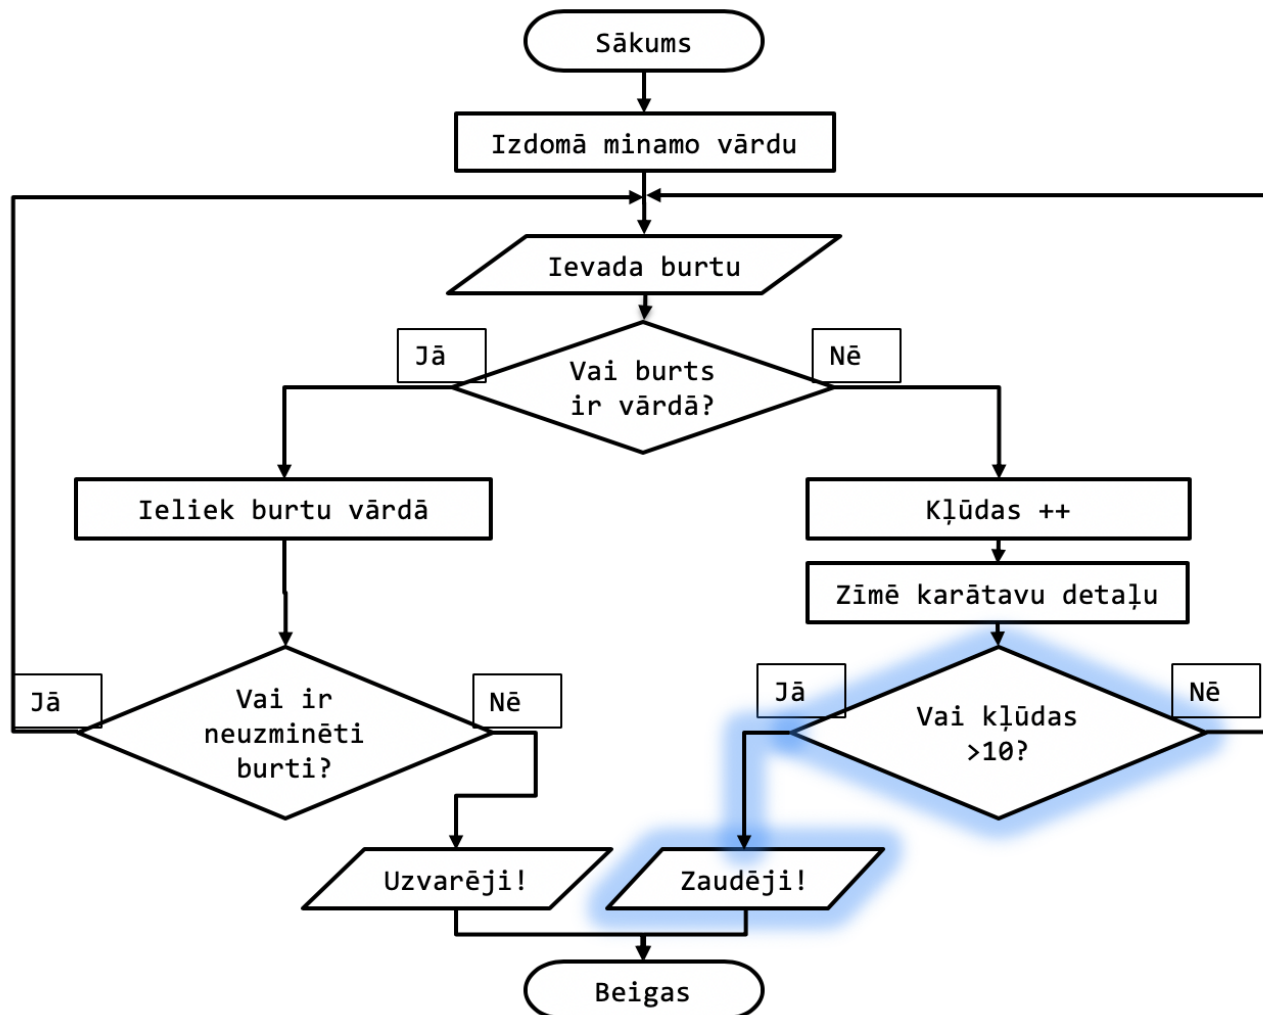 Sākums
Izdomā minamo vārdu
Ievada burtu
Jā
Nē
Vai burts
ir vārdā?
Ieliek burtu vārdā
Kļūdas ++
Zīmē karātavu detaļu
Jā
Vai ir
neuzminēti
burti?
Nē
Jā
Vai kļūdas
>10?
Nē
Uzvarēji!
Zaudēji!
Beigas